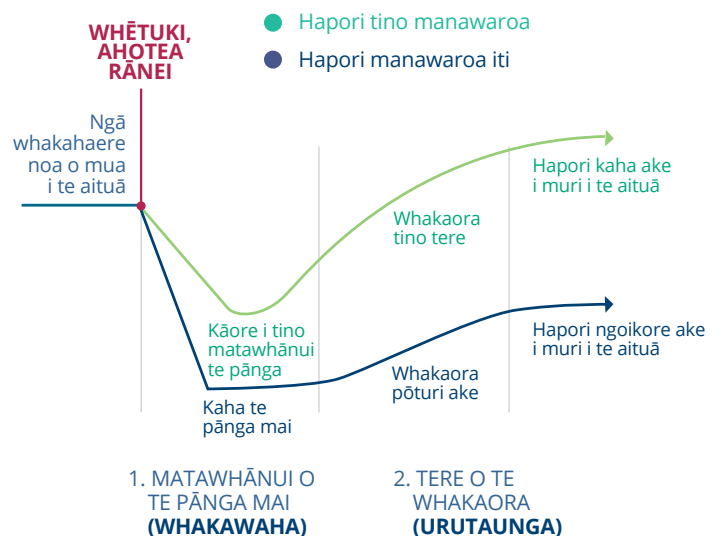 WHĒTUKI,
AHOTEA
RĀNEI
Hapori tino manawaroa
Hapori manawaroa iti
Ngā
whakahaere
noa o mua
i te aituā
Hapori kaha ake
i muri i te aituā
Whakaora
tino tere
Kāore i tino
matawhānui
te pānga
Hapori ngoikore ake
i muri i te aituā
Whakaora
pōturi ake
Kaha te
pānga mai
1. MATAWHĀNUI O
TE PĀNGA MAI
(WHAKAWAHA)
2. TERE O TE
WHAKAORA
(URUTAUNGA)